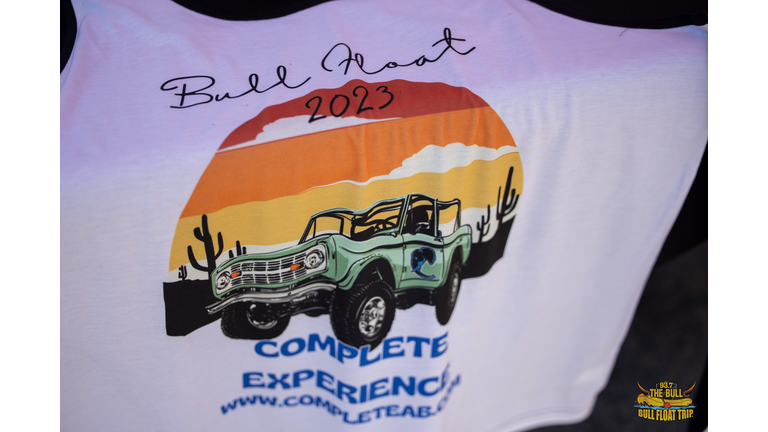 Bull Float
2023
COMPLETE
EXPERIENCE
WWW.COMPLETEAB.COM
93.7
THE BULL
BULL FLOAT TRIP